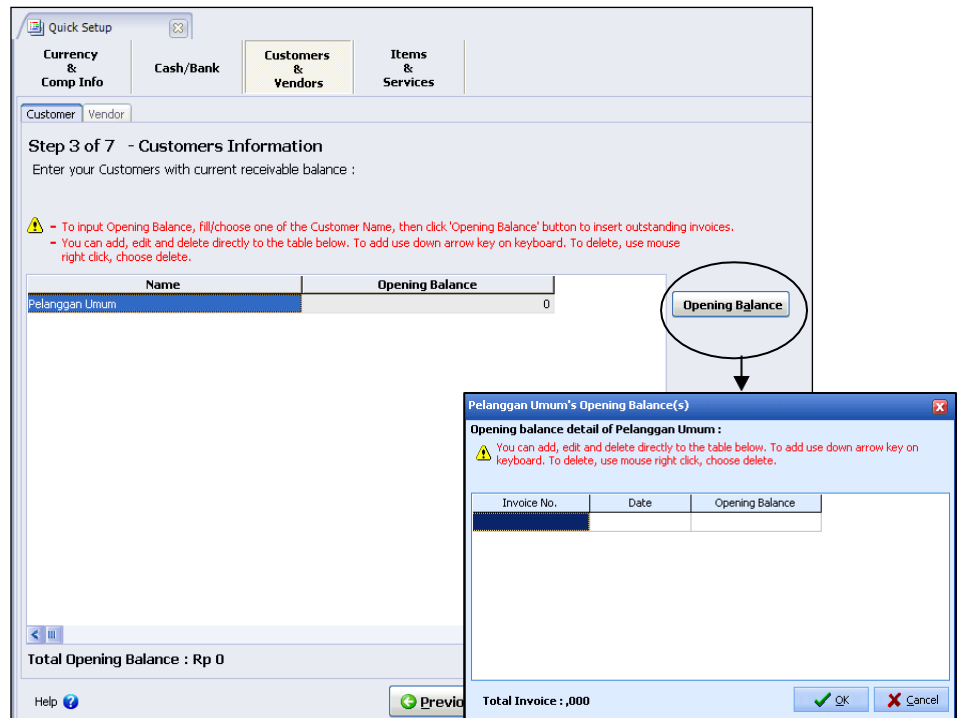 Quick Setup
Currency
&
Comp Info
Cash/Bank
Customers
&
Vendors
Items
&
Services
Customer
Vendor
Step 3 of 7 - Customers Information
Enter your Customers with current receivable balance :
- To input Opening Balance, fill/choose one of the Customer Name, then click 'Opening Balance' button to insert outstanding invoices.
- You can add, edit and delete directly to the table below. To add use down arrow key on keyboard. To delete, use mouse
right click, choose delete.
Name Opening Balance
Pelanggan Umum 0
Opening Balance
Total Opening Balance : Rp 0
Help
Previo
Pelanggan Umum's Opening Balance(s)
Opening balance detail of Pelanggan Umum :
You can add, edit and delete directly to the table below. To add use down arrow key on
keyboard. To delete, use mouse right click, choose delete.
Invoice No. Date Opening Balance
Total Invoice : ,000
OK
Cancel